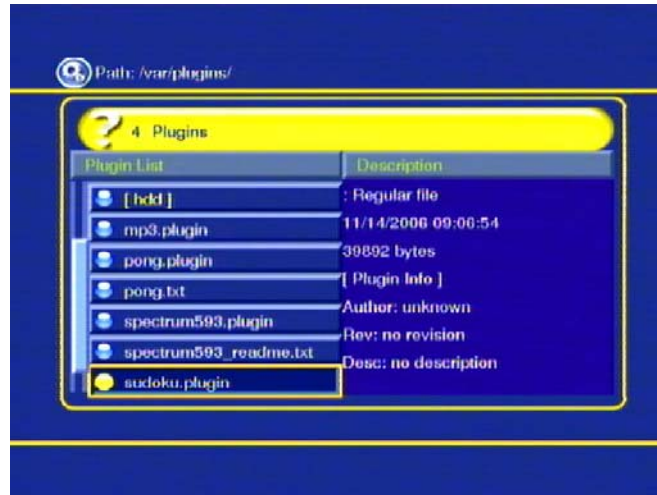 Path: /var/plugins/
4 Plugins
Plugin List
Description
[ hdd ]
mp3.plugin
pong.plugin
pong.txt
spectrum593.plugin
spectrum593_readme.txt
sudoku.plugin
: Regular file
11/14/2006 09:06:54
39892 bytes
[ Plugin Info ]
Author: unknown
Rev: no revision
Desc: no description